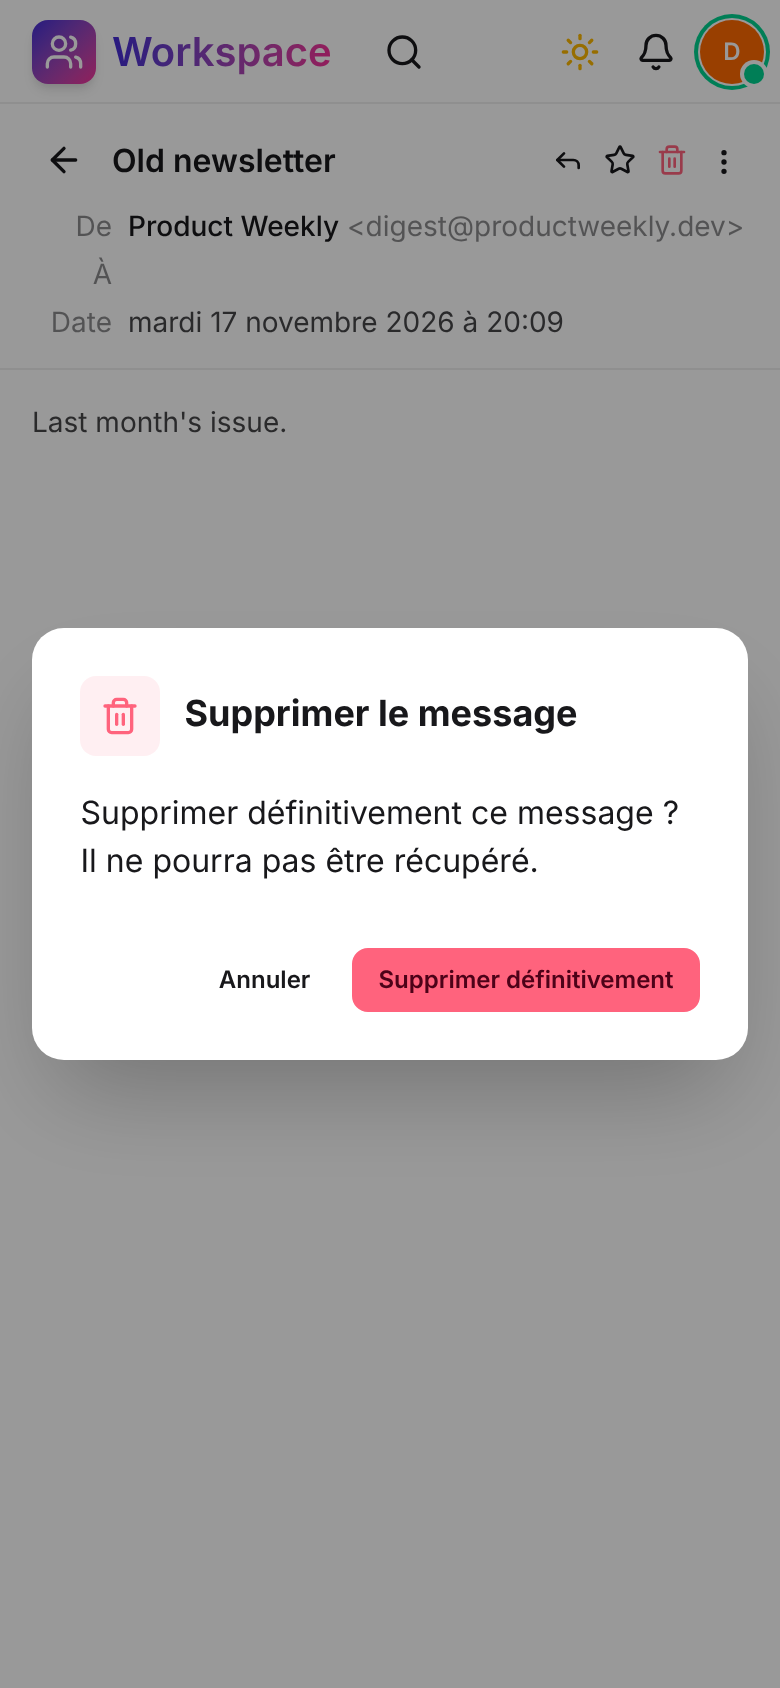 Workspace
D
Old newsletter
De Product Weekly <digest@productweekly.dev>
À
Date mardi 17 novembre 2026 à 20:09
Last month's issue.
Supprimer le message
Supprimer définitivement ce message ?
Il ne pourra pas être récupéré.
Annuler Supprimer définitivement